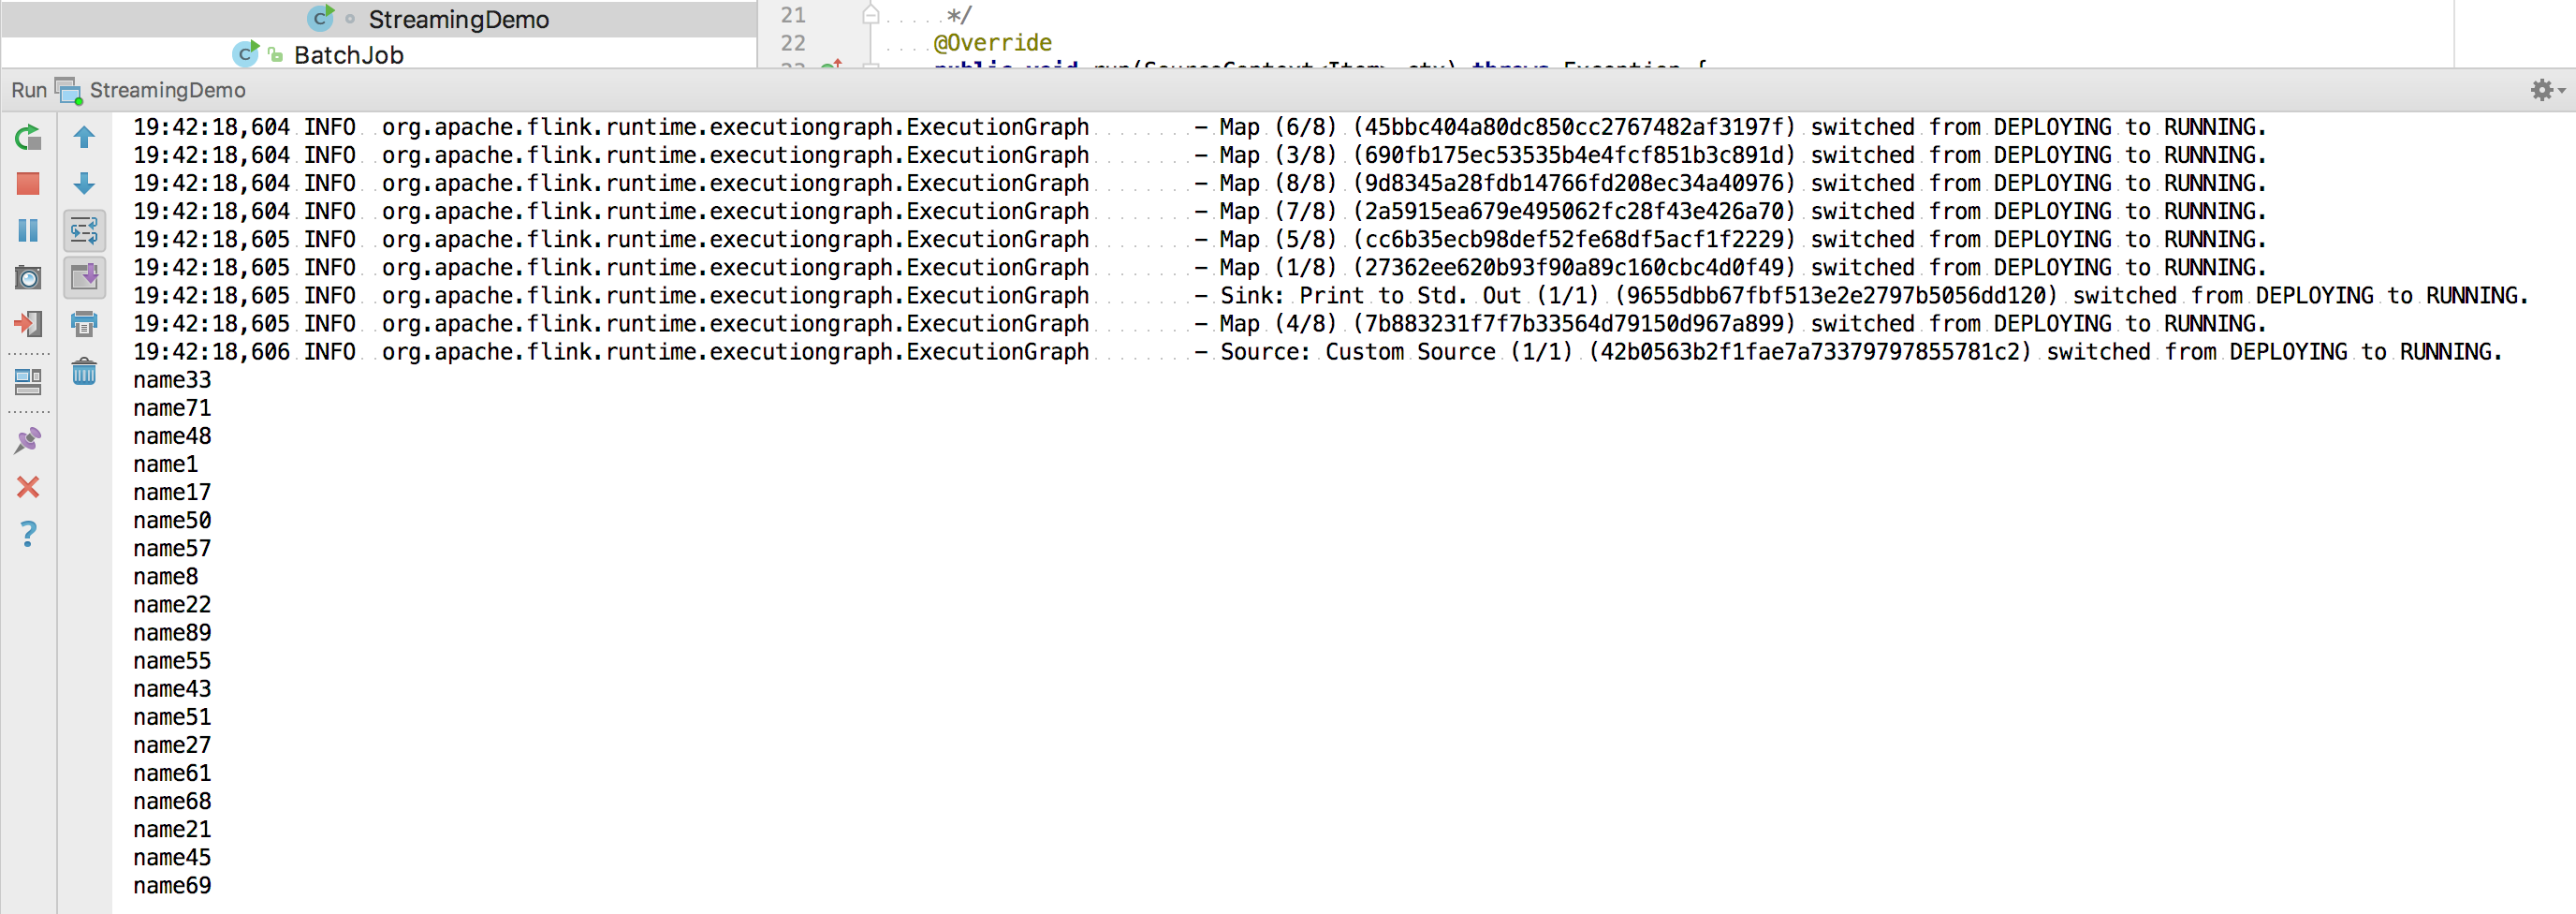 StreamingDemo
BatchJob
21 */
22 @Override
23 public void run(SourceContext<Item> ctx) throws Exception {
Run StreamingDemo
19:42:18,604 INFO org.apache.flink.runtime.executiongraph.ExecutionGraph - Map (6/8) (45bbc404a80dc850cc2767482af3197f) switched from DEPLOYING to RUNNING.
19:42:18,604 INFO org.apache.flink.runtime.executiongraph.ExecutionGraph - Map (3/8) (690fb175ec53535b4e4fcf851b3c891d) switched from DEPLOYING to RUNNING.
19:42:18,604 INFO org.apache.flink.runtime.executiongraph.ExecutionGraph - Map (8/8) (9d8345a28fdb14766fd208ec34a40976) switched from DEPLOYING to RUNNING.
19:42:18,604 INFO org.apache.flink.runtime.executiongraph.ExecutionGraph - Map (7/8) (2a5915ea679e495062fc28f43e426a70) switched from DEPLOYING to RUNNING.
19:42:18,605 INFO org.apache.flink.runtime.executiongraph.ExecutionGraph - Map (5/8) (cc6b35ecb98def52fe68df5acf1f2229) switched from DEPLOYING to RUNNING.
19:42:18,605 INFO org.apache.flink.runtime.executiongraph.ExecutionGraph - Map (1/8) (27362ee620b93f90a89c160cbc4d0f49) switched from DEPLOYING to RUNNING.
19:42:18,605 INFO org.apache.flink.runtime.executiongraph.ExecutionGraph - Sink: Print to Std. Out (1/1) (9655dbb67fbf513e2e2797b5056dd120) switched from DEPLOYING to RUNNING.
19:42:18,605 INFO org.apache.flink.runtime.executiongraph.ExecutionGraph - Map (4/8) (7b883231f7f7b33564d79150d967a899) switched from DEPLOYING to RUNNING.
19:42:18,606 INFO org.apache.flink.runtime.executiongraph.ExecutionGraph - Source: Custom Source (1/1) (42b0563b2f1fae7a73379797855781c2) switched from DEPLOYING to RUNNING.
name33
name71
name48
name1
name17
name50
name57
name8
name22
name89
name55
name43
name51
name27
name61
name68
name21
name45
name69